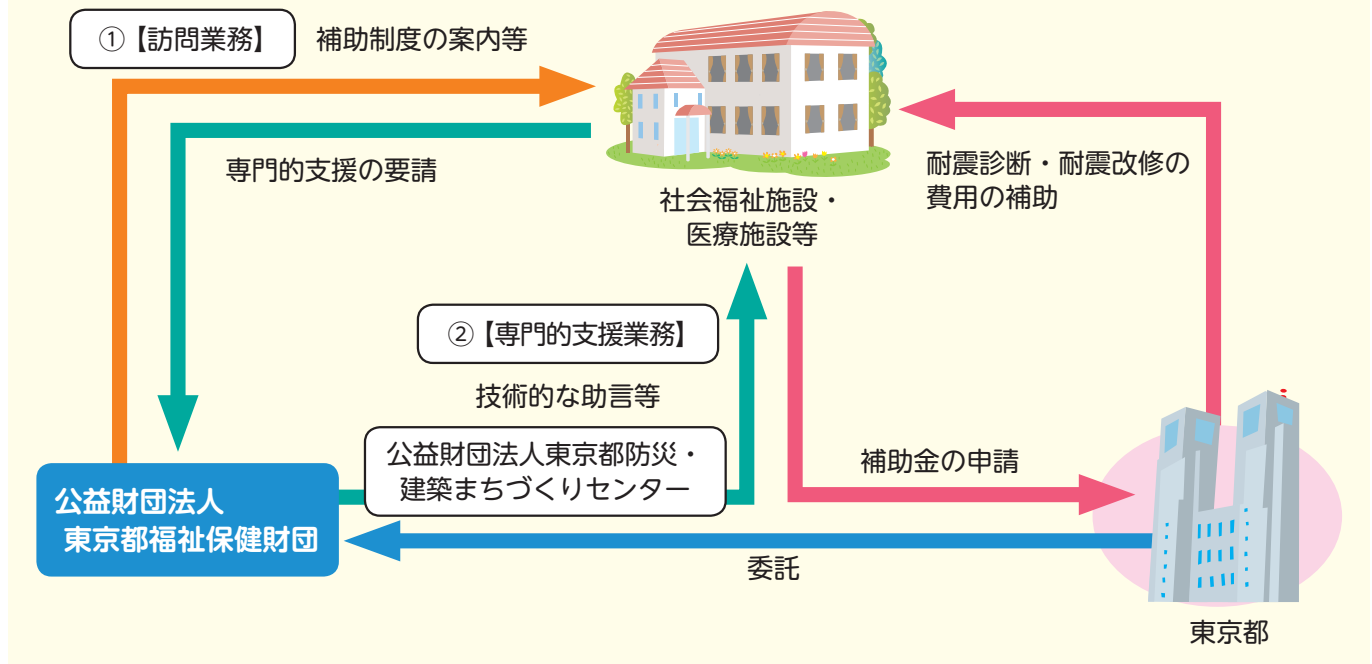 ①【訪問業務】 補助制度の案内等
専門的支援の要請
耐震診断・耐震改修の
費用の補助
社会福祉施設・
医療施設等
②【専門的支援業務】
技術的な助言等
公益財団法人東京都防災・
建築まちづくりセンター
補助金の申請
公益財団法人
東京都福祉保健財団
委託
東京都